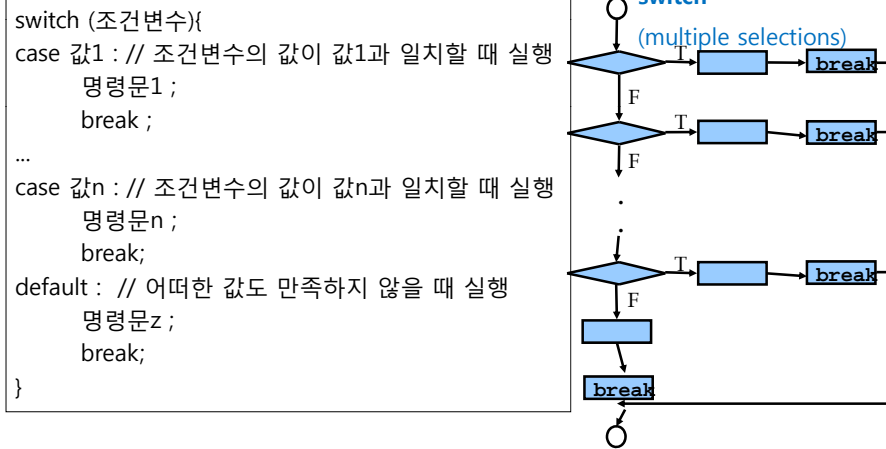 switch (조건변수){
case 값1 : // 조건변수의 값이 값1과 일치할 때 실행
명령문1 ;
break ;
...
case 값n : // 조건변수의 값이 값n과 일치할 때 실행
명령문n ;
break;
default : // 어떠한 값도 만족하지 않을 때 실행
명령문z ;
break;
}
switch
(multiple selections)
T
break
F
T
break
F
.
.
T
break
F
break